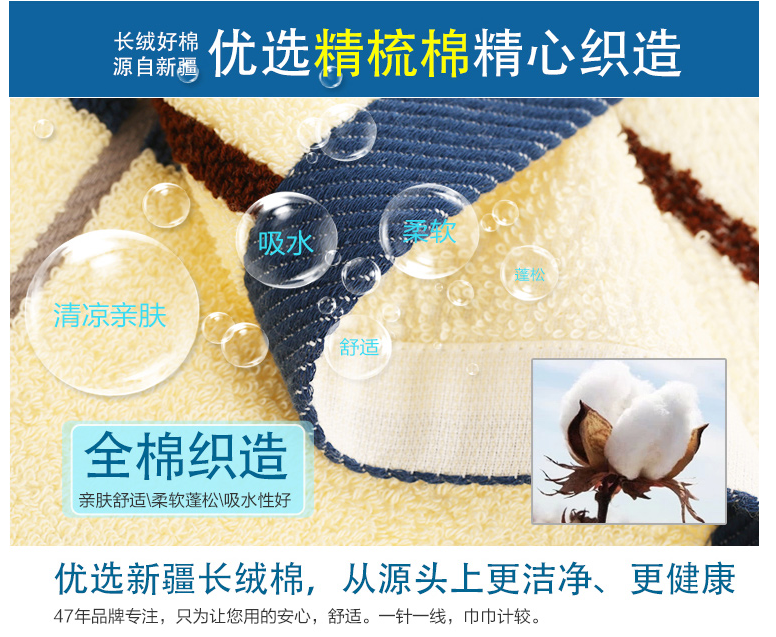 长绒好棉
源自新疆
优选精梳棉精心织造
吸水
柔软
蓬松
清凉亲肤
舒适
全棉织造
亲肤舒适\柔软蓬松\吸水性好
优选新疆长绒棉，从源头上更洁净、更健康
47年品牌专注，只为让您用的安心，舒适。一针一线，巾巾计较。